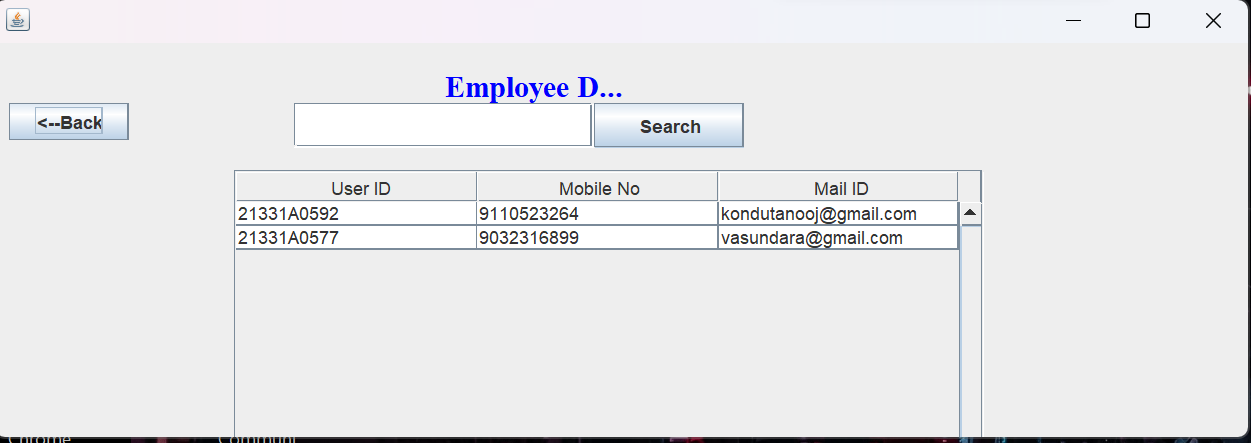 Employee D...
<--Back
Search
User ID Mobile No Mail ID
21331A0592 9110523264 kondutanooj@gmail.com
21331A0577 9032316899 vasundara@gmail.com